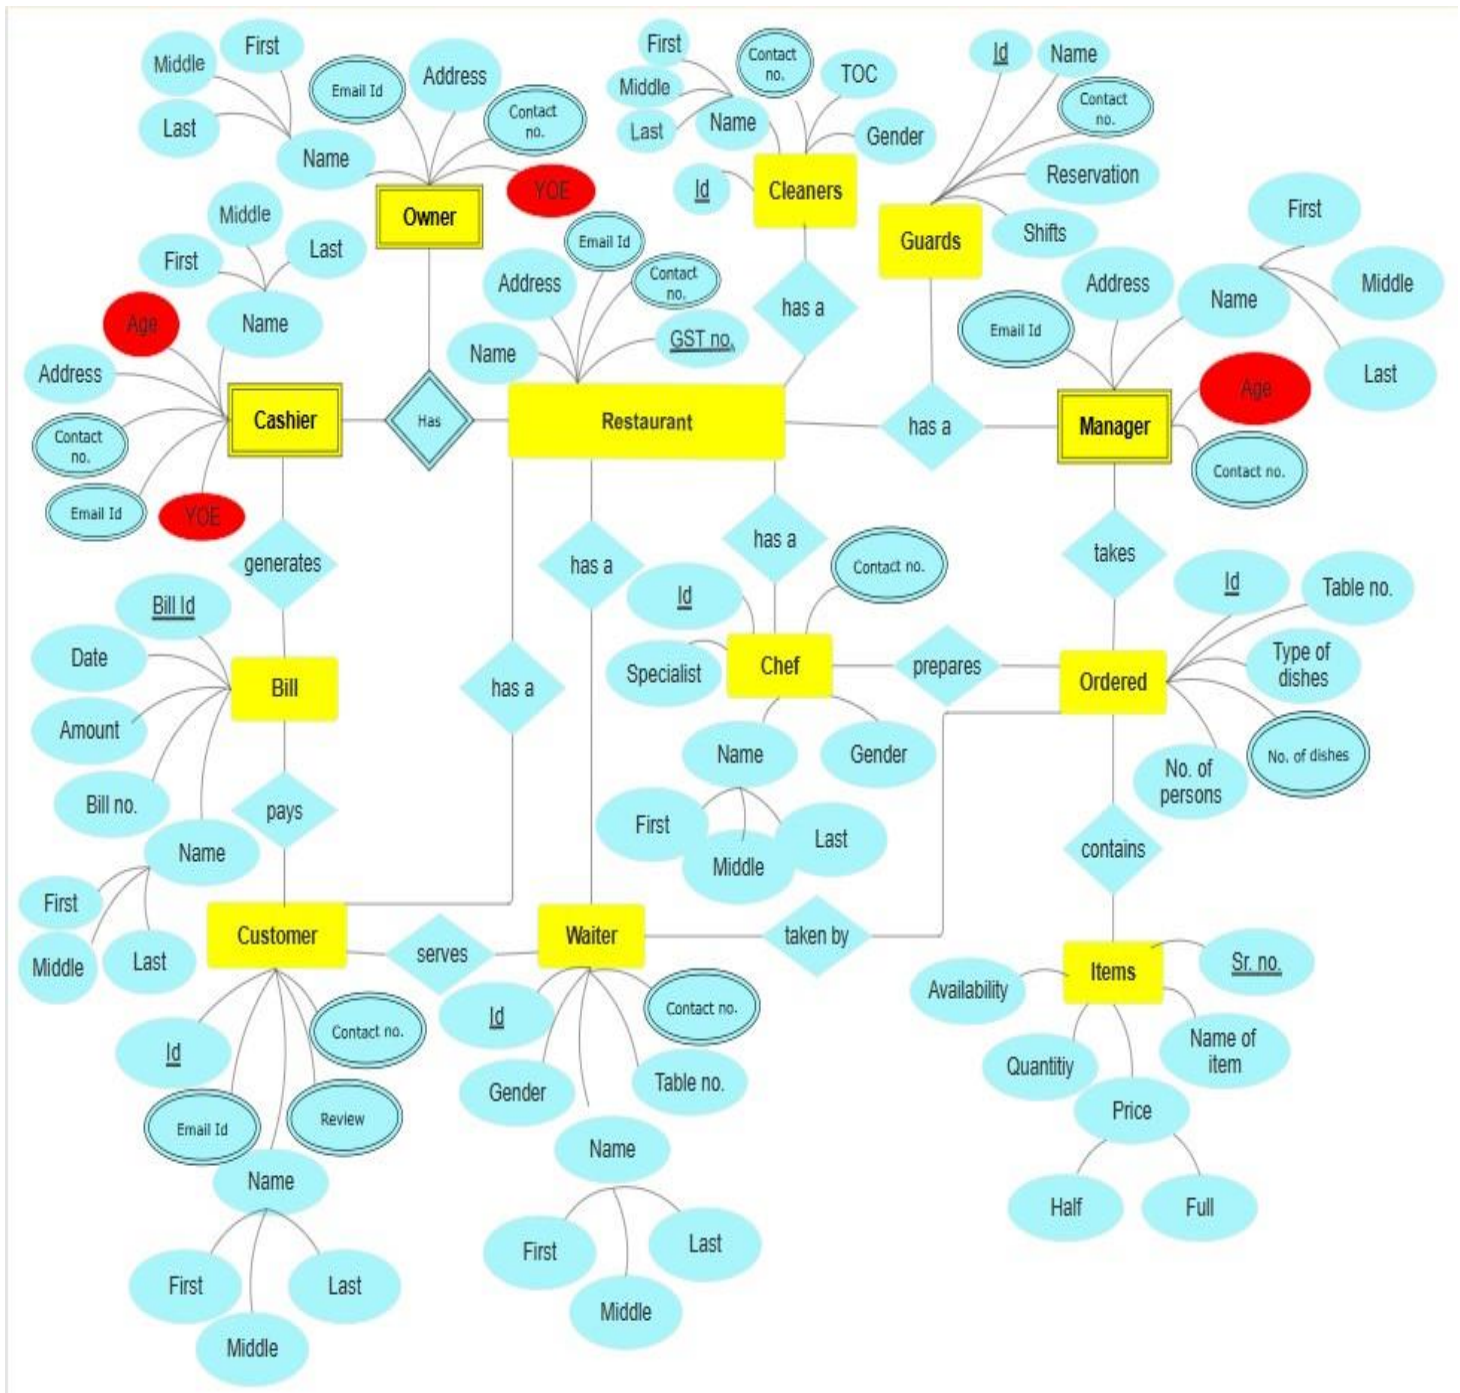 First
Middle
Last
Name
Email Id
Address
Contact
no.
YOE
Owner
First
Middle
Last
Name
Contact
no.
TOC
Gender
Id
Cleaners
Id
Name
Contact
no.
Reservation
Shifts
Guards
has a
Middle
First
Last
Name
Age
Address
Contact
no.
Email Id
YOE
Cashier
Has
Name
Address
Email Id
Contact
no.
GST no.
Restaurant
has a
Email Id
Address
Name
First
Middle
Last
Age
Contact no.
Manager
generates
has a
has a
has a
takes
Bill Id
Date
Amount
Bill no.
Name
First
Middle
Last
Bill
pays
Id
Specialist
Contact no.
Chef
Name
Gender
First
Middle
Last
prepares
Id
Table no.
Type of
dishes
No. of dishes
No. of
persons
Ordered
contains
Customer
serves
Waiter
taken by
Id
Email Id
Name
Review
Contact no.
First
Middle
Last
Id
Gender
Name
Table no.
Contact no.
First
Middle
Last
Items
Availability
Quantitiy
Price
Name of
item
Sr. no.
Half
Full